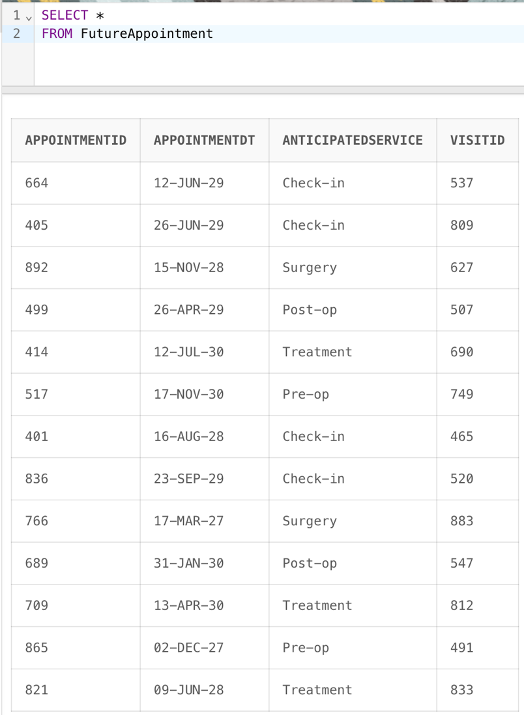 1 SELECT *
2 FROM FutureAppointment
APPOINTMENTID APPOINTMENTDT ANTICIPATEDSERVICE VISITID
664 12-JUN-29 Check-in 537
405 26-JUN-29 Check-in 809
892 15-NOV-28 Surgery 627
499 26-APR-29 Post-op 507
414 12-JUL-30 Treatment 690
517 17-NOV-30 Pre-op 749
401 16-AUG-28 Check-in 465
836 23-SEP-29 Check-in 520
766 17-MAR-27 Surgery 883
689 31-JAN-30 Post-op 547
709 13-APR-30 Treatment 812
865 02-DEC-27 Pre-op 491
821 09-JUN-28 Treatment 833